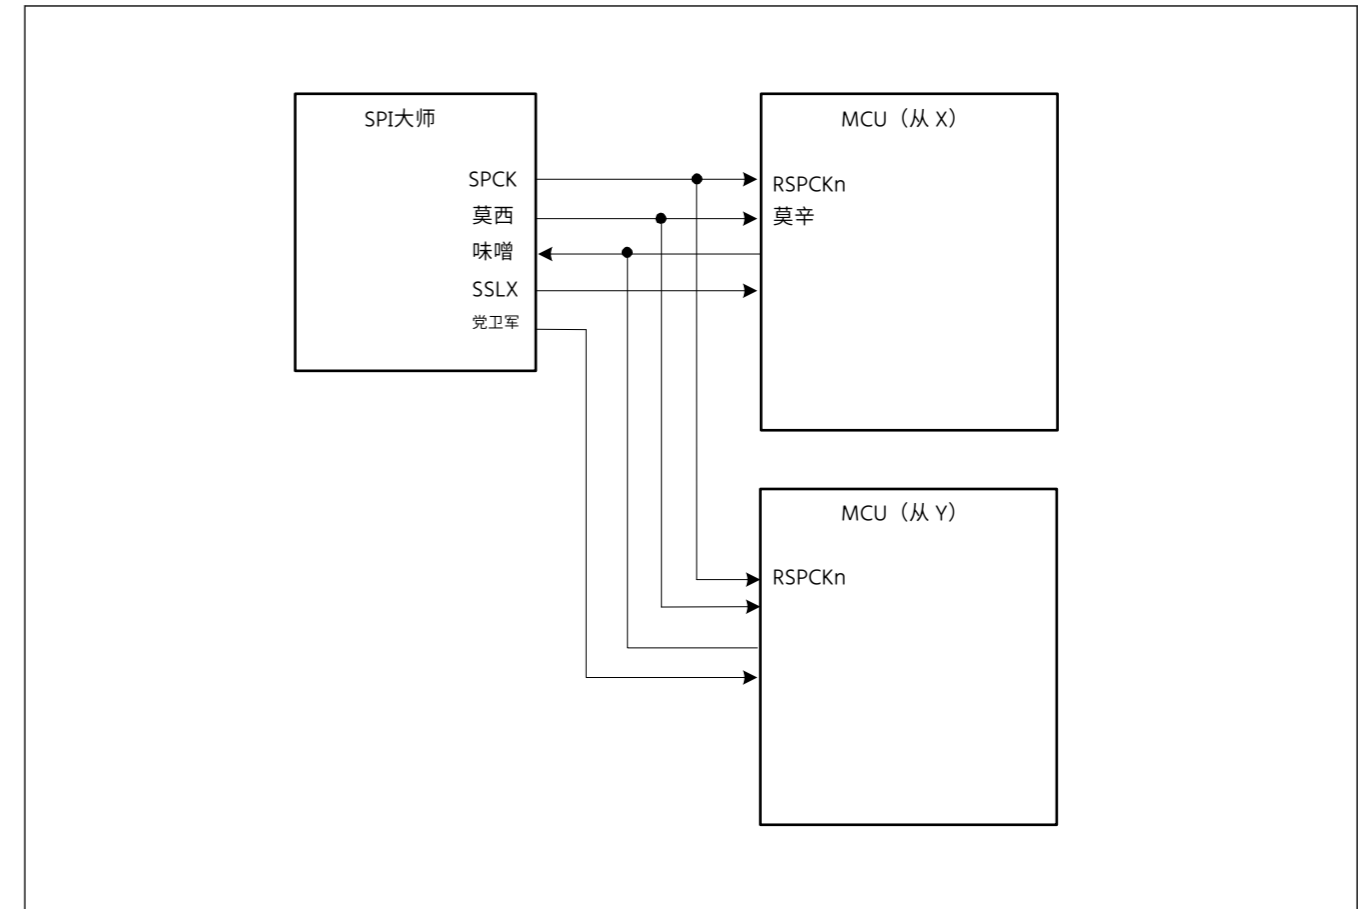 SPI大师
SPCK
莫西
味噌
SSLX
党卫军
MCU（从 X）
RSPCKn
莫辛
MCU（从 Y）
RSPCKn